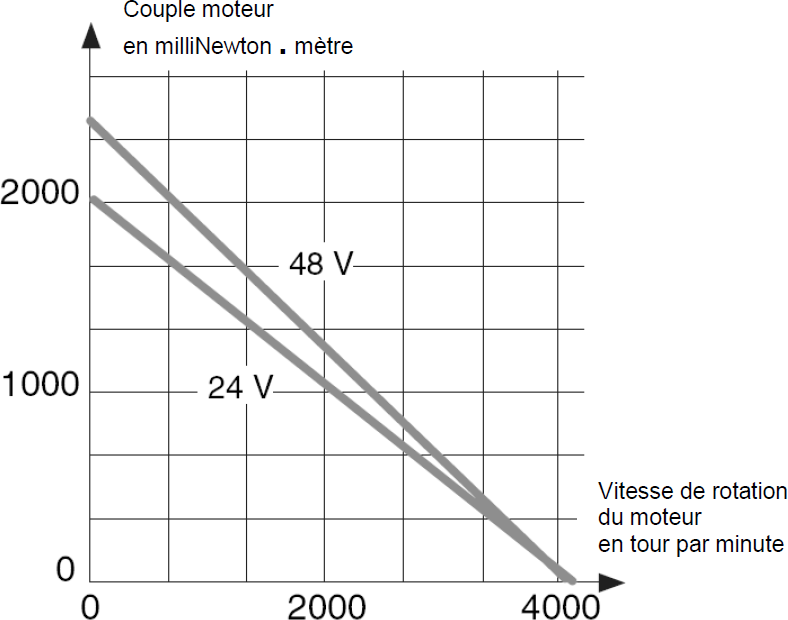 Couple moteur
en milliNewton . mètre
2000
48 V
1000
24 V
Vitesse de rotation
du moteur
en tour par minute
0
0 2000 4000